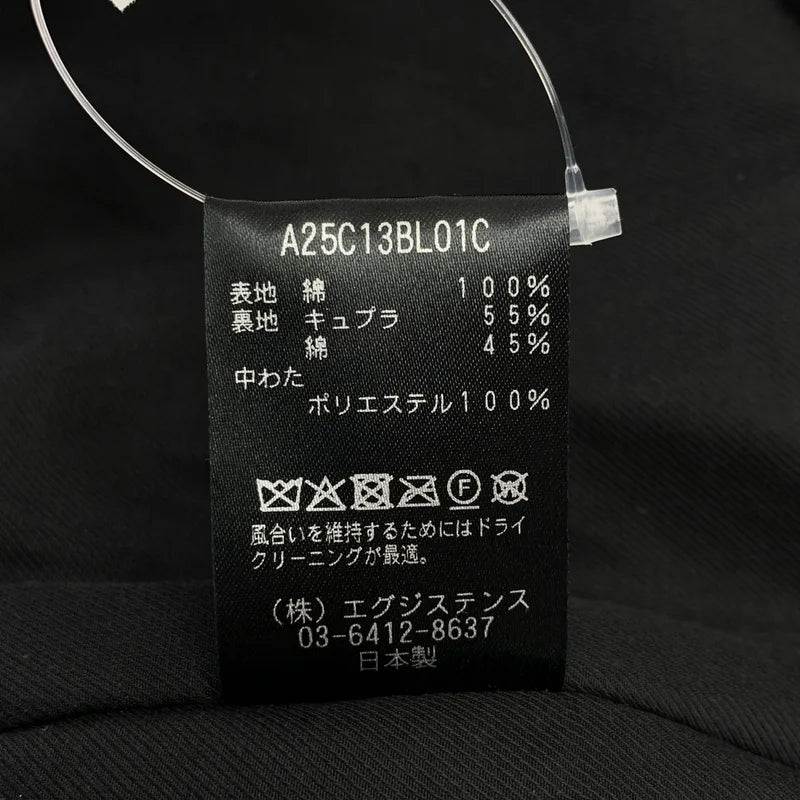 A25C13BL01C
表地 綿 100%
裏地 キュプラ 55%
綿 45%
中わた
ポリエステル100%
F W
風合いを維持するためにはドライ
クリーニングが最適。
(株)エグジステンス
03-6412-8637
日本製